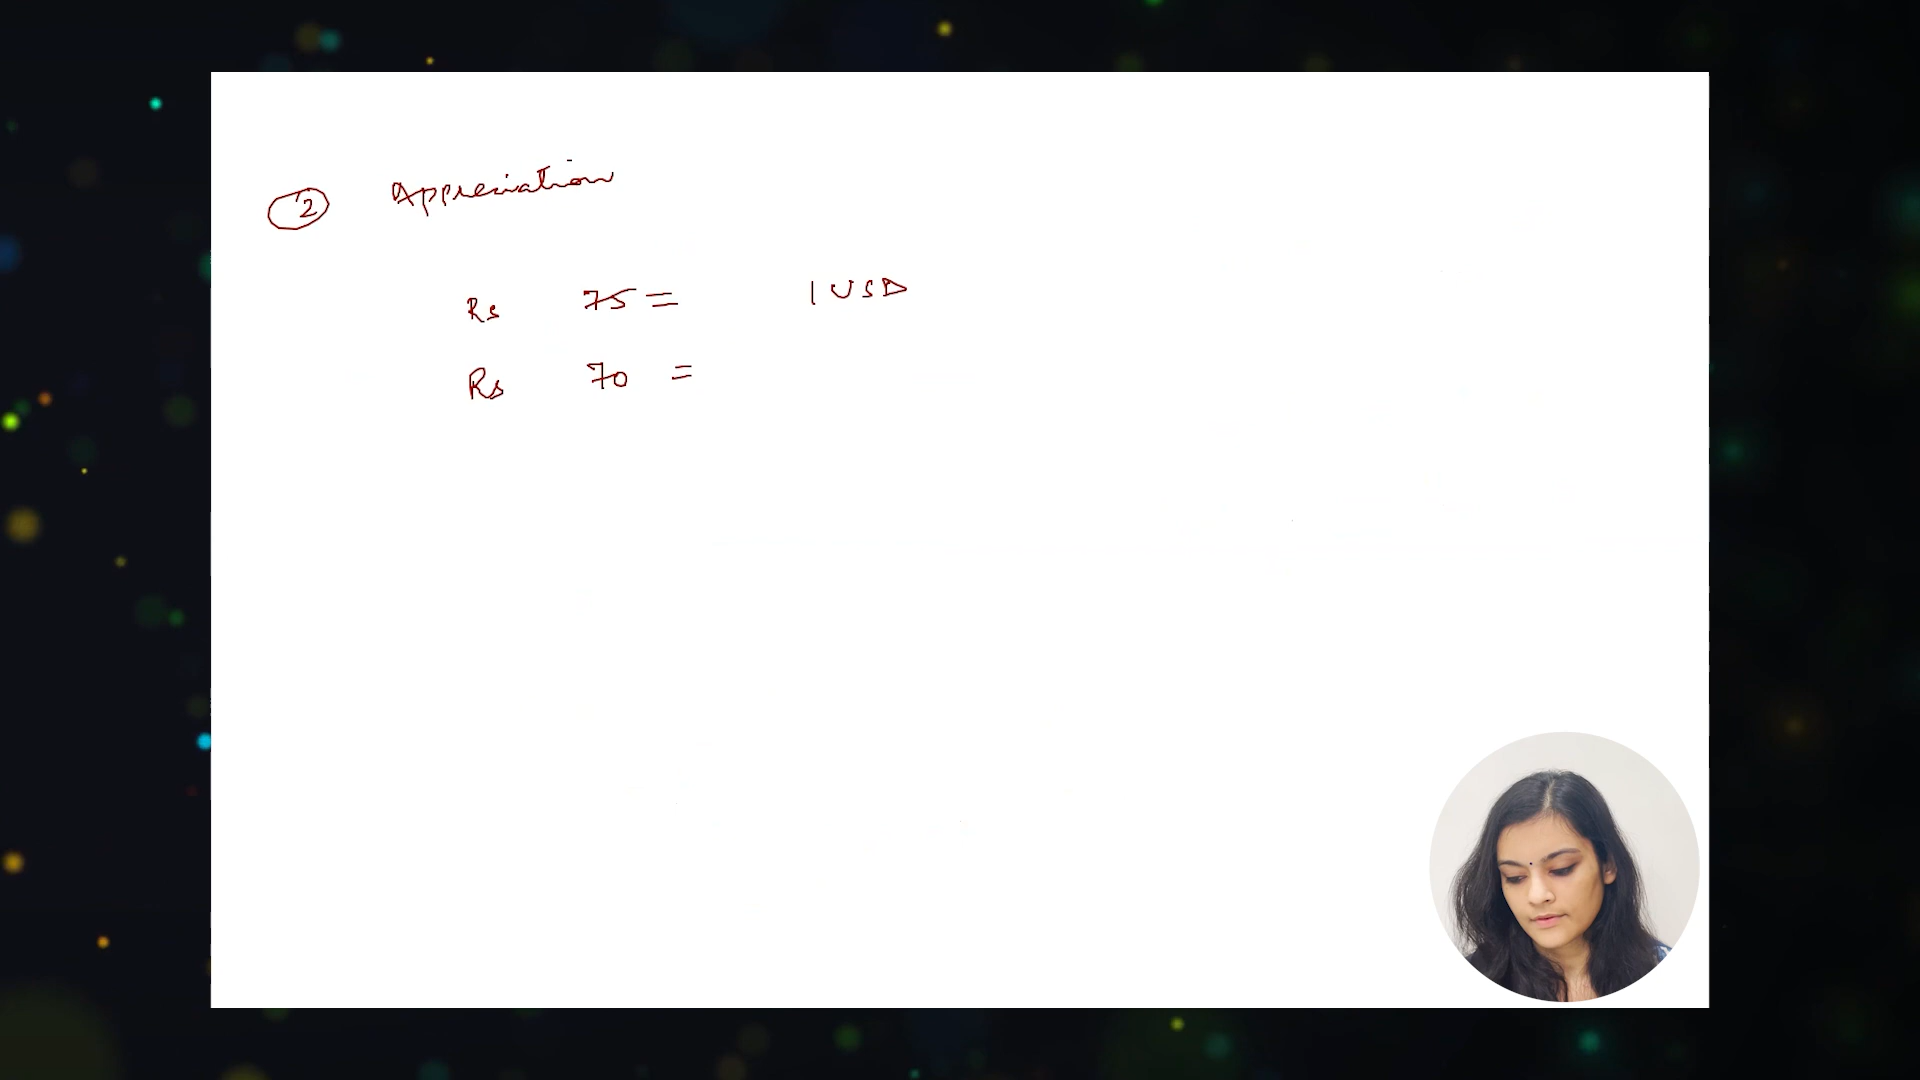 2 Appreciation
Rs 75 = 1 USD
Rs 70 =